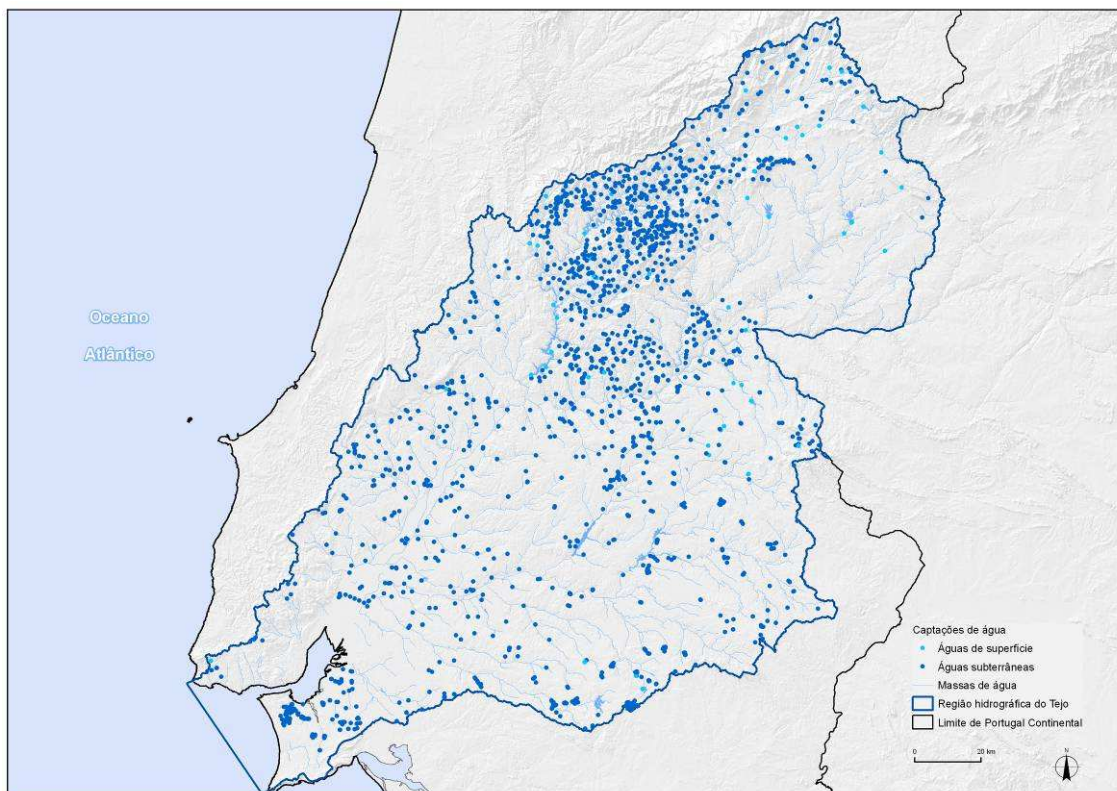 Oceano
Atlântico
Captações de água
Águas de superfície
Águas subterrâneas
Massas de água
Região hidrográfica do Tejo
Limite de Portugal Continental
0 20 km
N